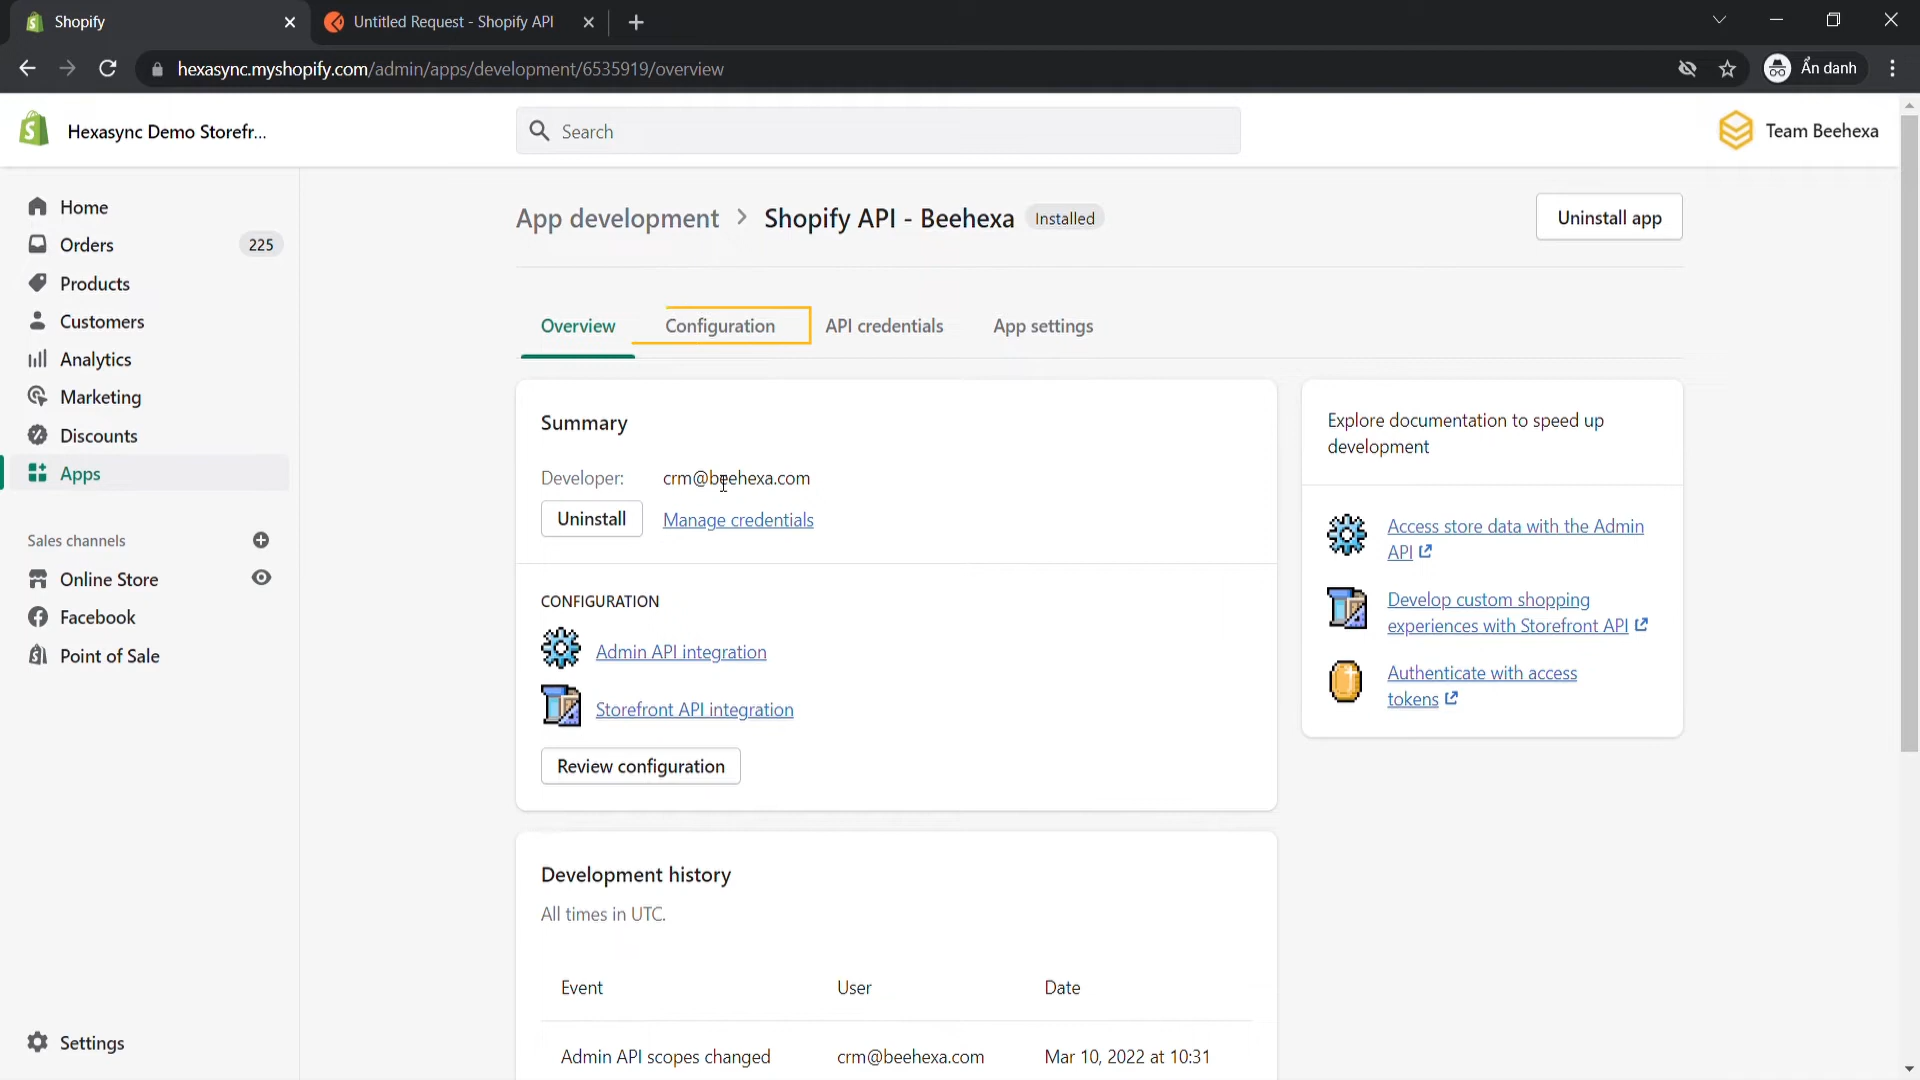 Shopify
Untitled Request - Shopify API
hexasync.myshopify.com/admin/apps/development/6535919/overview
Ẩn danh
Hexasync Demo Storefr...
Search
Team Beehexa
Home
Orders 225
Products
Customers
Analytics
Marketing
Discounts
Apps
Sales channels
Online Store
Facebook
Point of Sale
Settings
App development > Shopify API - Beehexa Installed
Uninstall app
Overview Configuration API credentials App settings
Summary
Developer: crm@beehexa.com
Uninstall Manage credentials
CONFIGURATION
Admin API integration
Storefront API integration
Review configuration
Development history
All times in UTC.
Event User Date
Admin API scopes changed crm@beehexa.com Mar 10, 2022 at 10:31
Explore documentation to speed up
development
Access store data with the Admin
API
Develop custom shopping
experiences with Storefront API
Authenticate with access
tokens